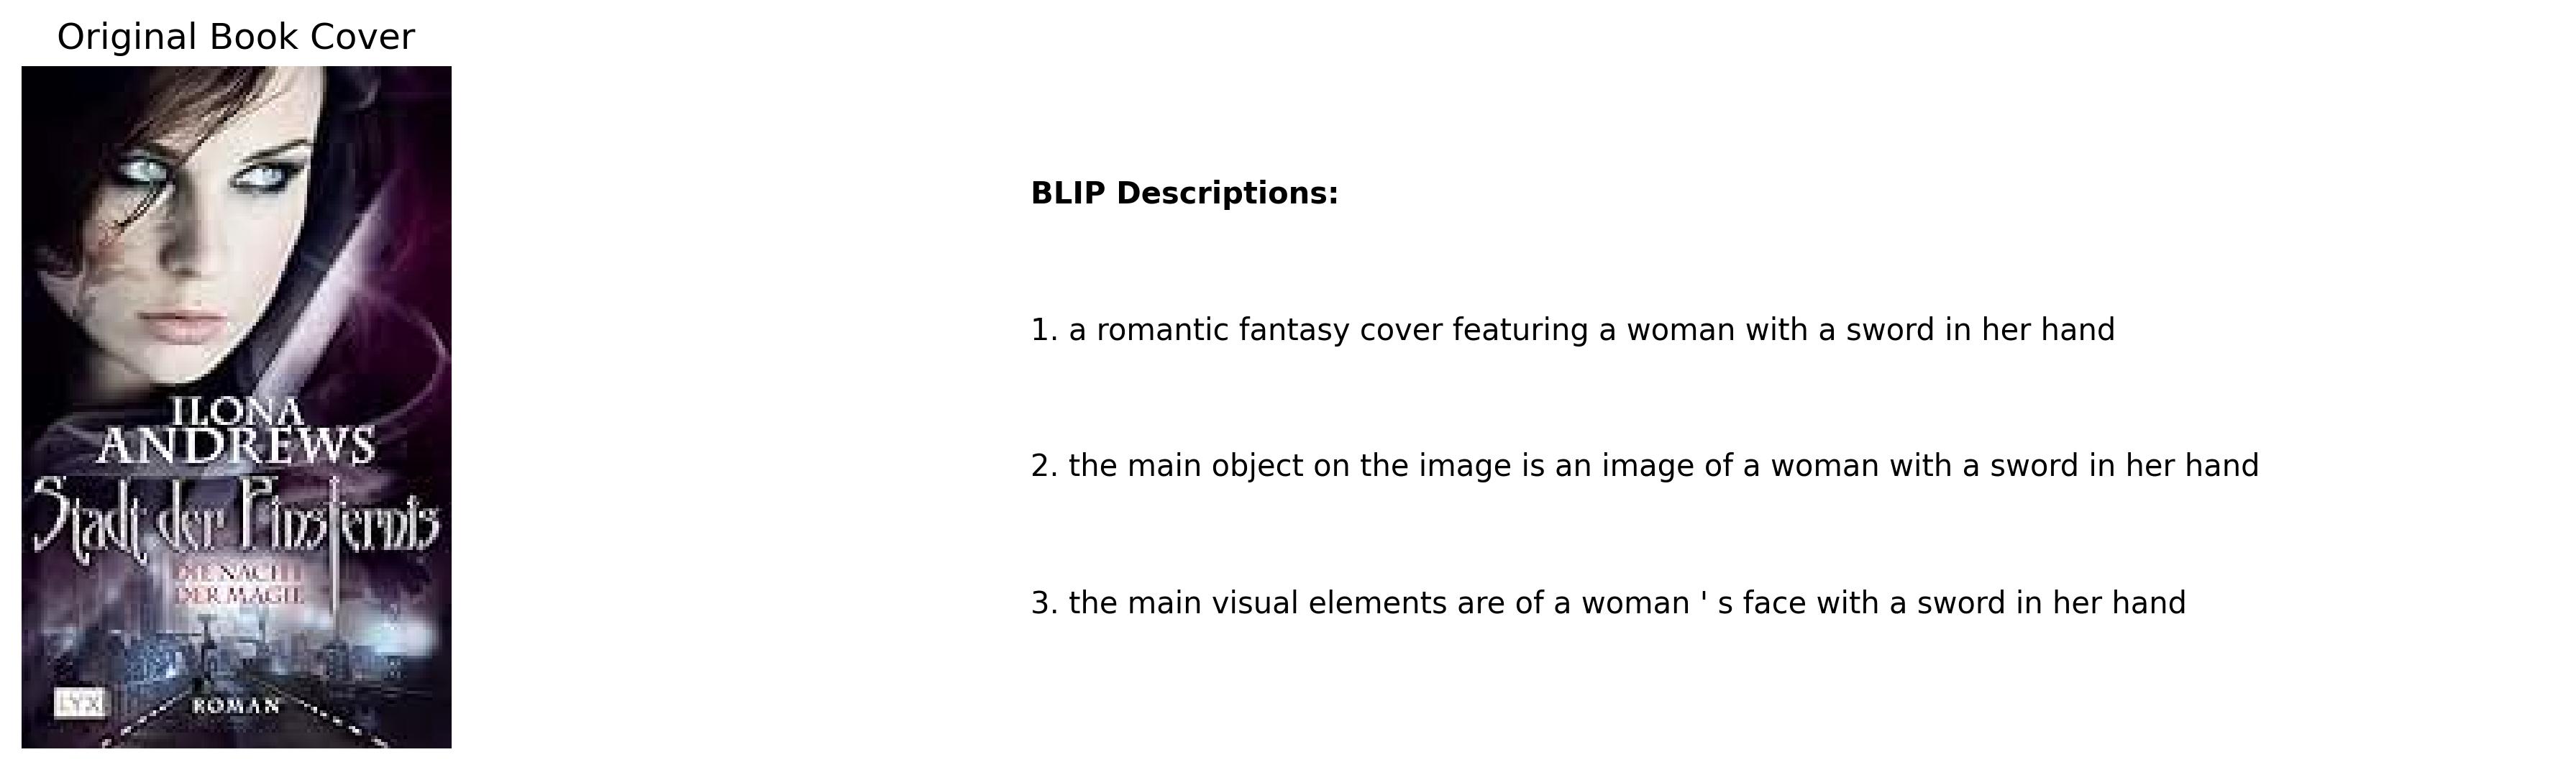 Original Book Cover
ILONA
ANDREWS
Stadt der Finsternis
DIE NACHT
DER MAGIE
LYX
ROMAN
BLIP Descriptions:
1. a romantic fantasy cover featuring a woman with a sword in her hand
2. the main object on the image is an image of a woman with a sword in her hand
3. the main visual elements are of a woman ' s face with a sword in her hand